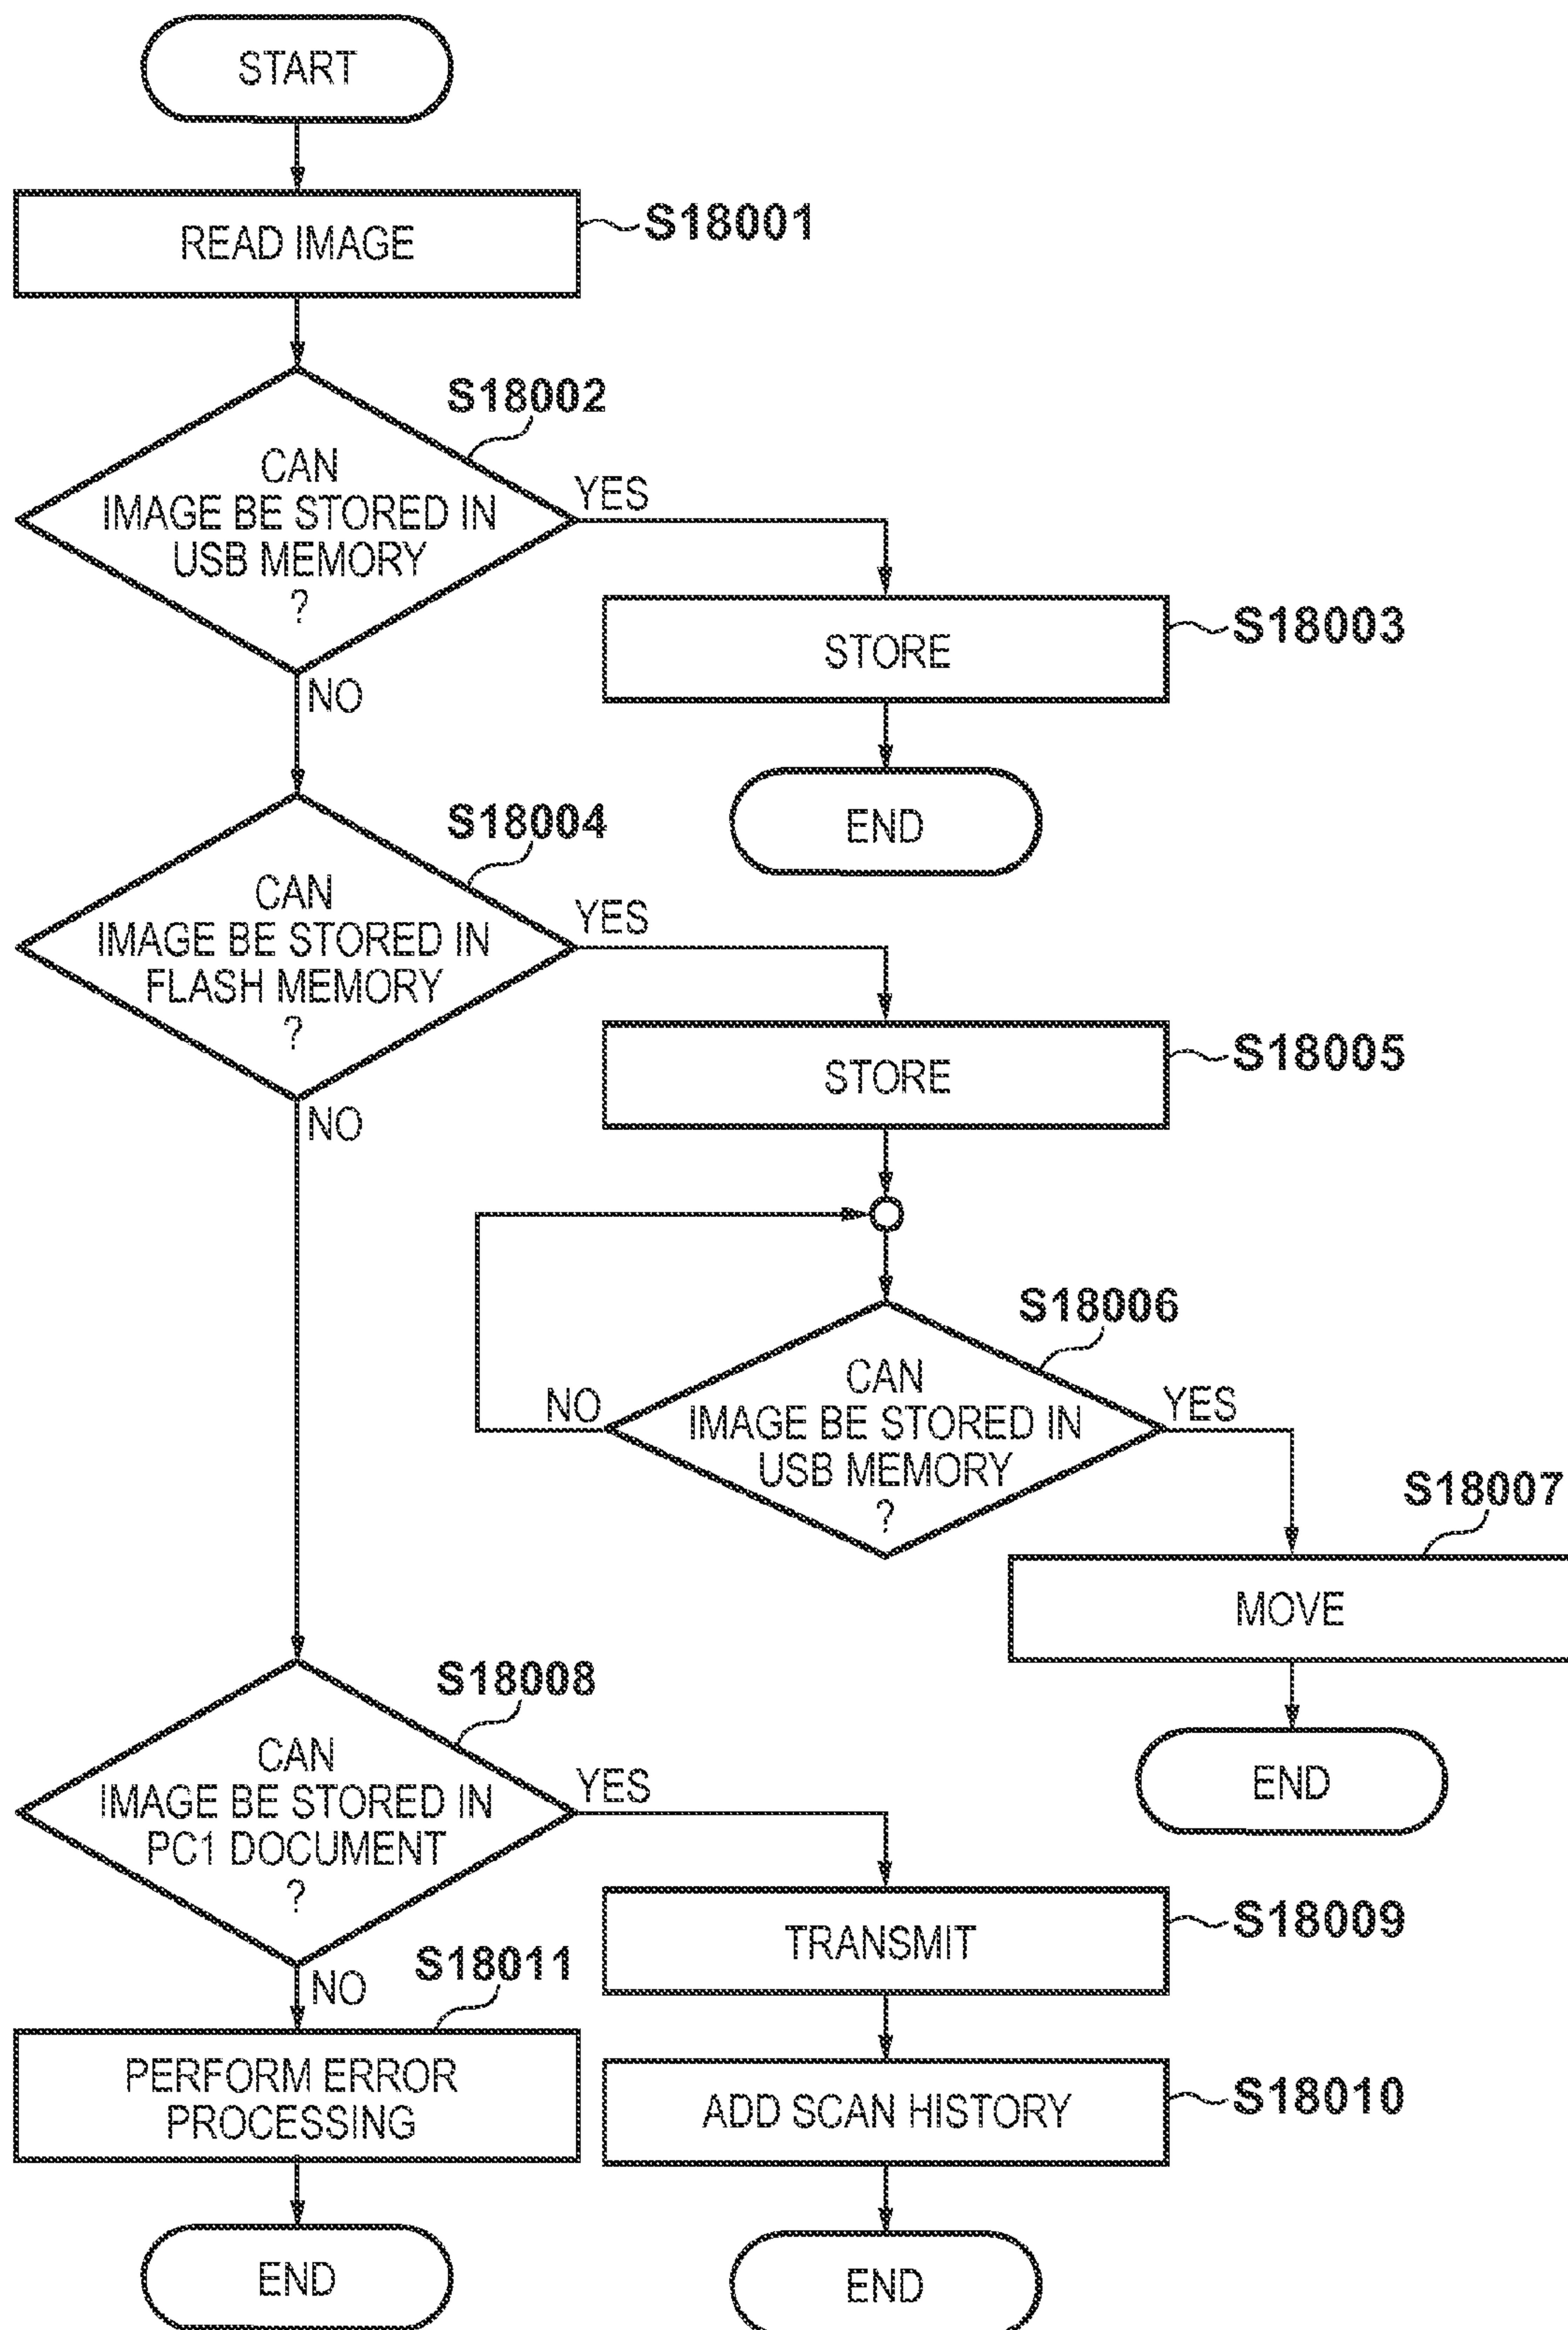 START
READ IMAGE
S18001
S18002
CAN
IMAGE BE STORED IN
USB MEMORY
?
YES
NO
STORE
S18003
END
S18004
CAN
IMAGE BE STORED IN
FLASH MEMORY
?
YES
NO
STORE
S18005
S18006
CAN
IMAGE BE STORED IN
USB MEMORY
?
NO
YES
S18007
MOVE
END
S18008
CAN
IMAGE BE STORED IN
PC1 DOCUMENT
?
YES
NO
TRANSMIT
S18009
S18011
PERFORM ERROR
PROCESSING
ADD SCAN HISTORY
S18010
END
END